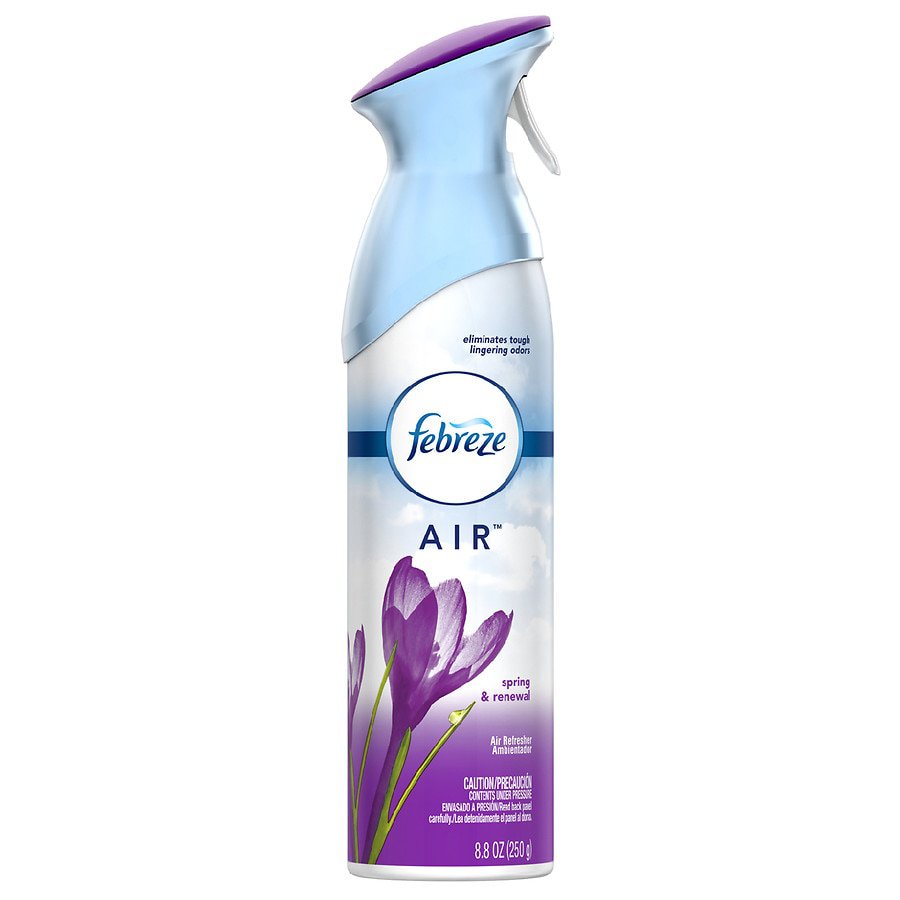 eliminates tough
lingering odors
febreze
AIR™
spring
& renewal
Air Refresher
Ambientador
CAUTION/PRECAUCIÓN
CONTENTS UNDER PRESSURE
ENVASADO A PRESIÓN/Read back panel
carefully./Lea detenidamente el panel al dorso.
8.8 OZ (250 g)